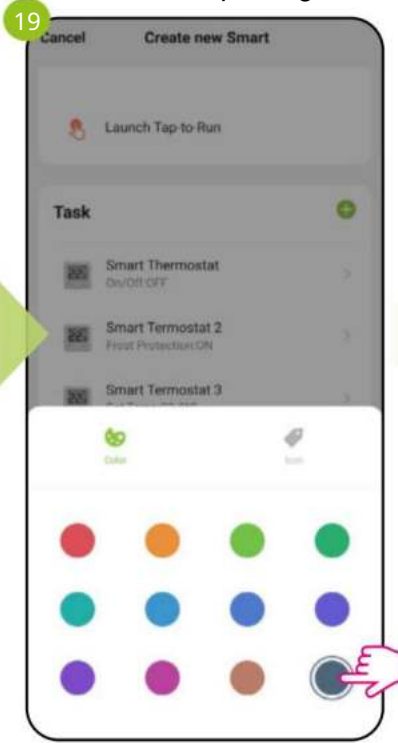 19
Cancel Create new Smart
Launch Tap-to-Run
Task
Smart Thermostat
On/Off:OFF
Smart Termostat 2
Frost Protection:ON
Smart Termostat 3
Color Icon